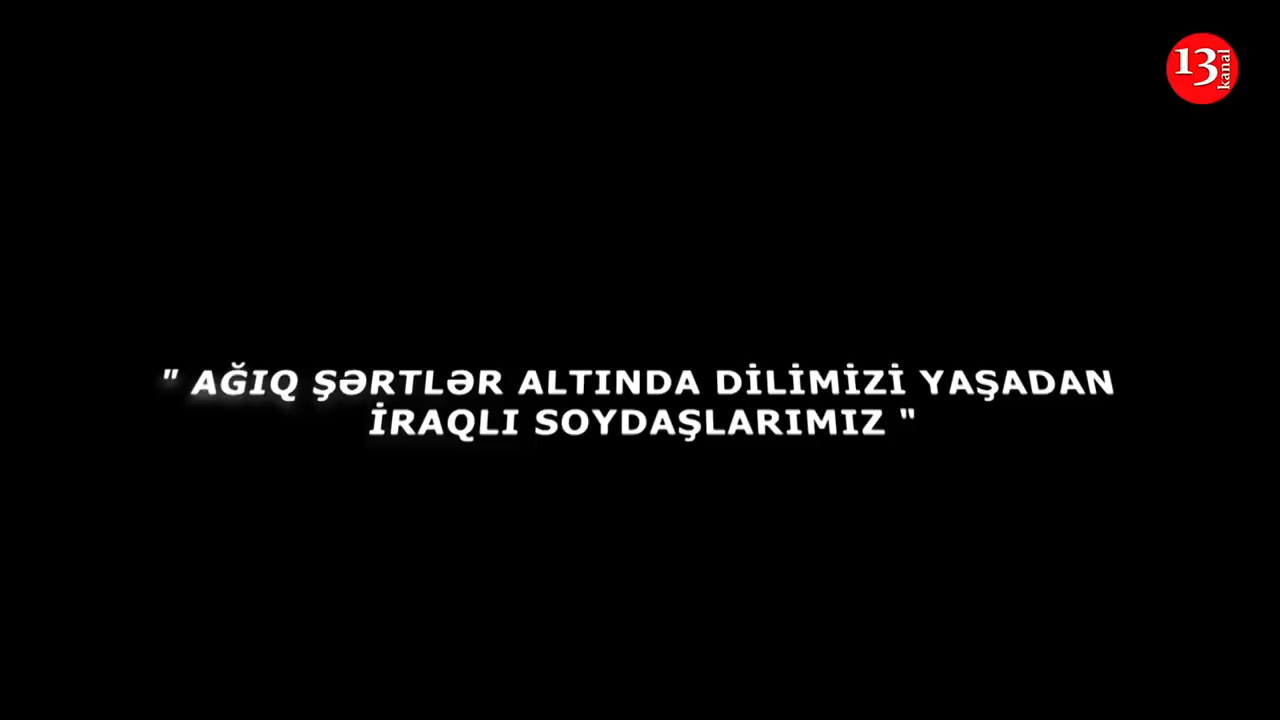 13 kanal
" AĞIQ ŞƏRTLƏR ALTINDA DİLİMİZİ YAŞADAN
İRAQLI SOYDAŞLARIMIZ "